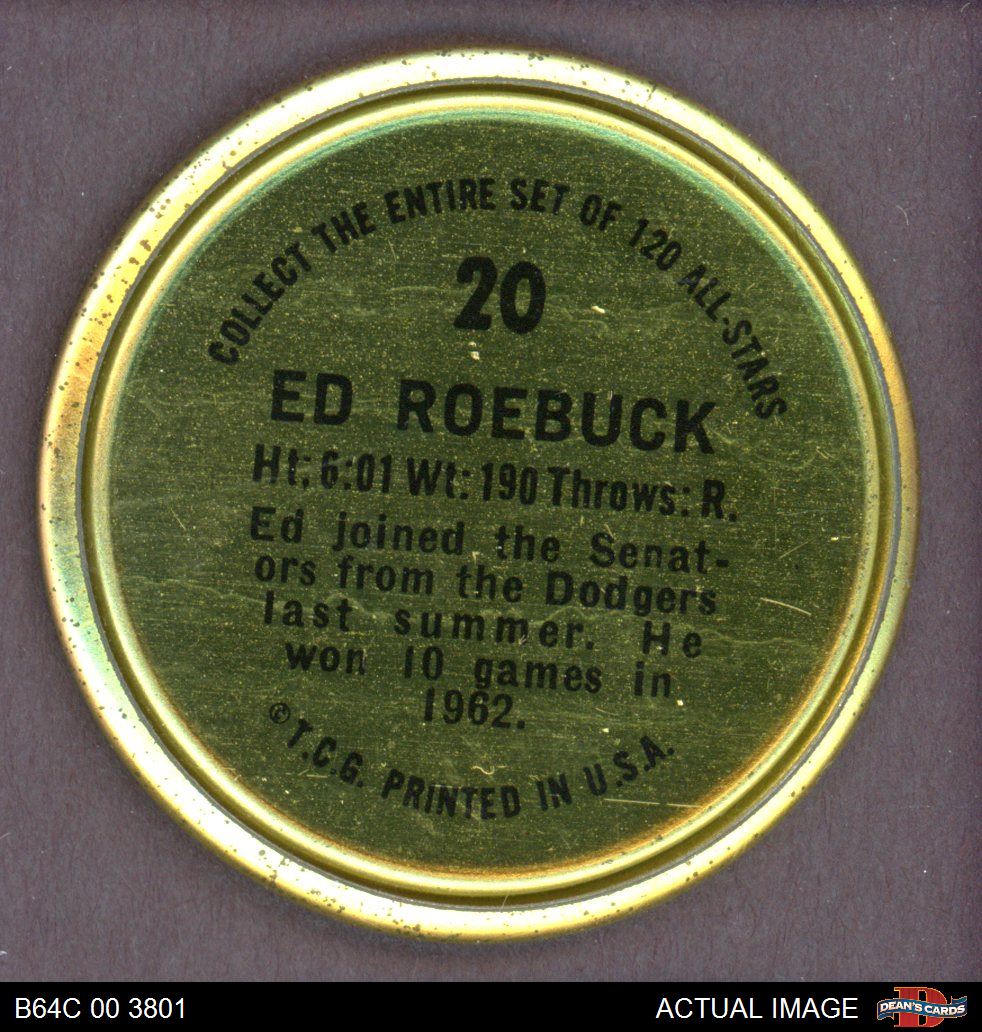 COLLECT THE ENTIRE SET OF 120 ALL-STARS
20
ED ROEBUCK
Ht: 6:01 Wt: 190 Throws: R.
Ed joined the Senat-
ors from the Dodgers
last summer. He
won 10 games in
1962.
© T.C.G. PRINTED IN U.S.A.
B64C 00 3801
ACTUAL IMAGE
D
DEAN'S CARDS